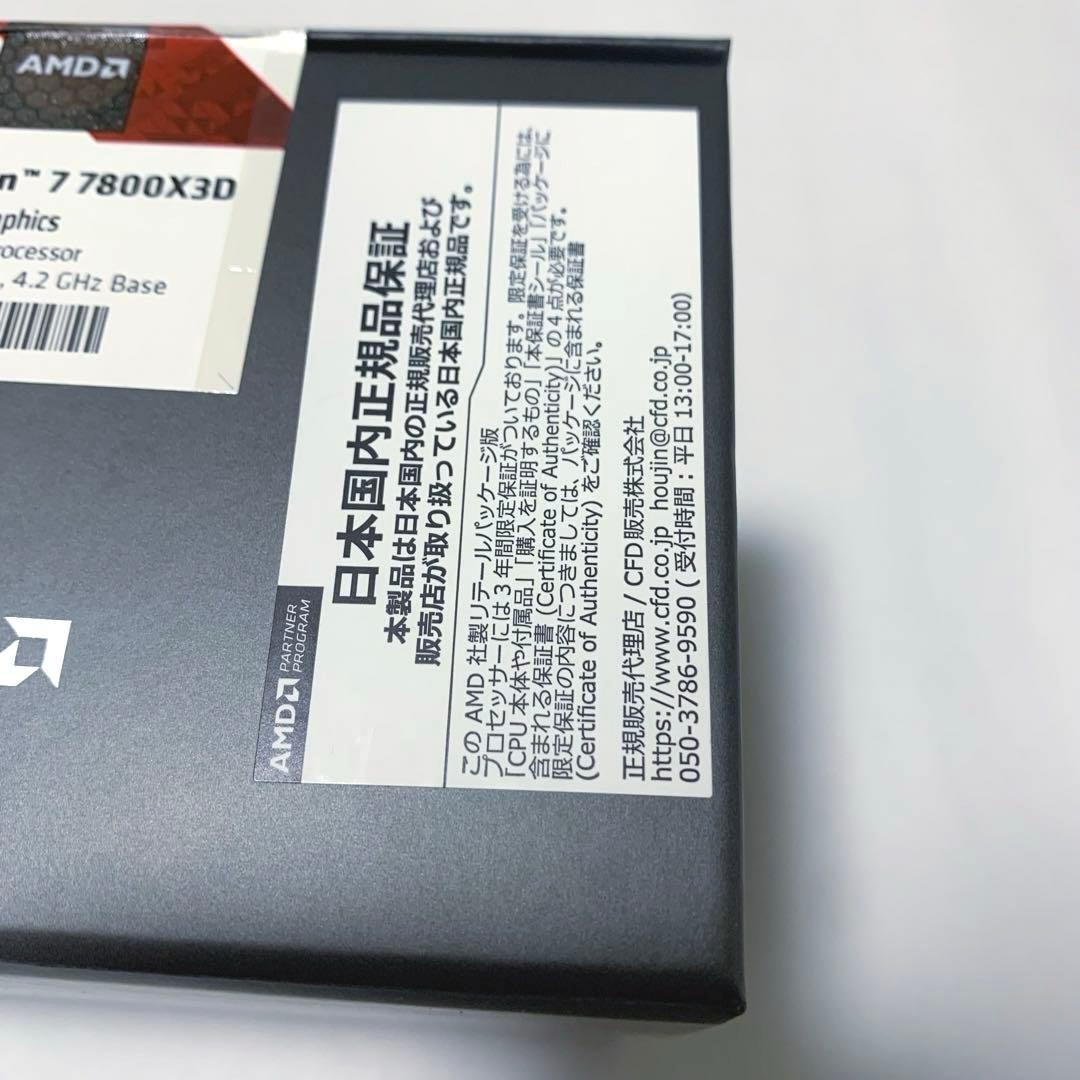 AMD
n™ 7 7800X3D
aphics
rocessor
, 4.2 GHz Base
AMD PARTNER PROGRAM
日本国内正規品保証
本製品は日本国内の正規販売代理店および
販売店が取り扱っている日本国内正規品です。
この AMD 社製リテールパッケージ版
プロセッサーには 3 年間限定保証がついております。限定保証を受ける為には、
「CPU 本体や付属品」「購入を証明するもの」「本保証書シール」「パッケージに
含まれる保証書 (Certificate of Authenticity)」の 4 点が必要です。
限定保証の内容につきましては、パッケージに含まれる保証書
(Certificate of Authenticity) をご確認ください。
正規販売代理店 / CFD 販売株式会社
https://www.cfd.co.jp houjin@cfd.co.jp
050-3786-9590 ( 受付時間：平日 13:00-17:00)